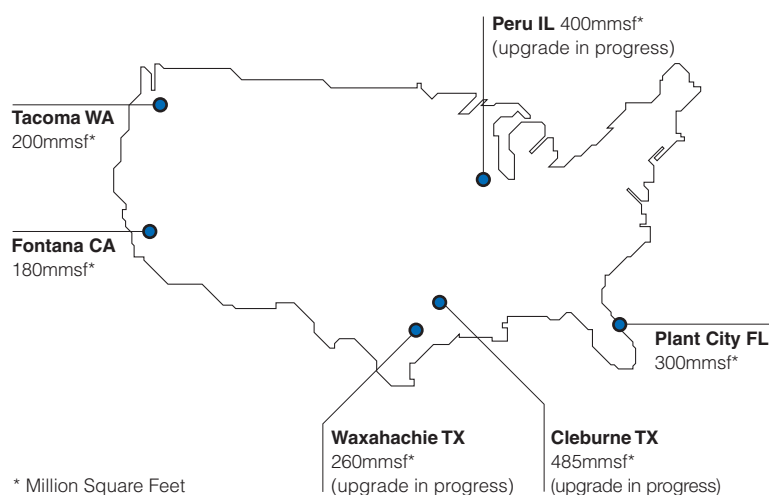 Peru IL 400mmsf*
(upgrade in progress)
Tacoma WA
200mmsf*
Fontana CA
180mmsf*
Plant City FL
300mmsf*
Waxahachie TX
260mmsf*
(upgrade in progress)
Cleburne TX
485mmsf*
(upgrade in progress)
* Million Square Feet